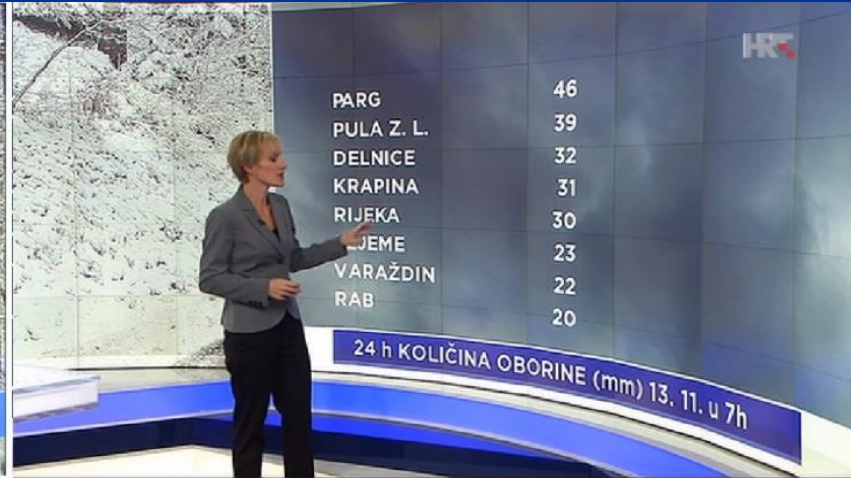 HRT
PARG 46
PULA Z. L. 39
DELNICE 32
KRAPINA 31
RIJEKA 30
23
VARAŽDIN 22
RAB 20
24 h KOLIČINA OBORINE (mm) 13. 11. u 7h